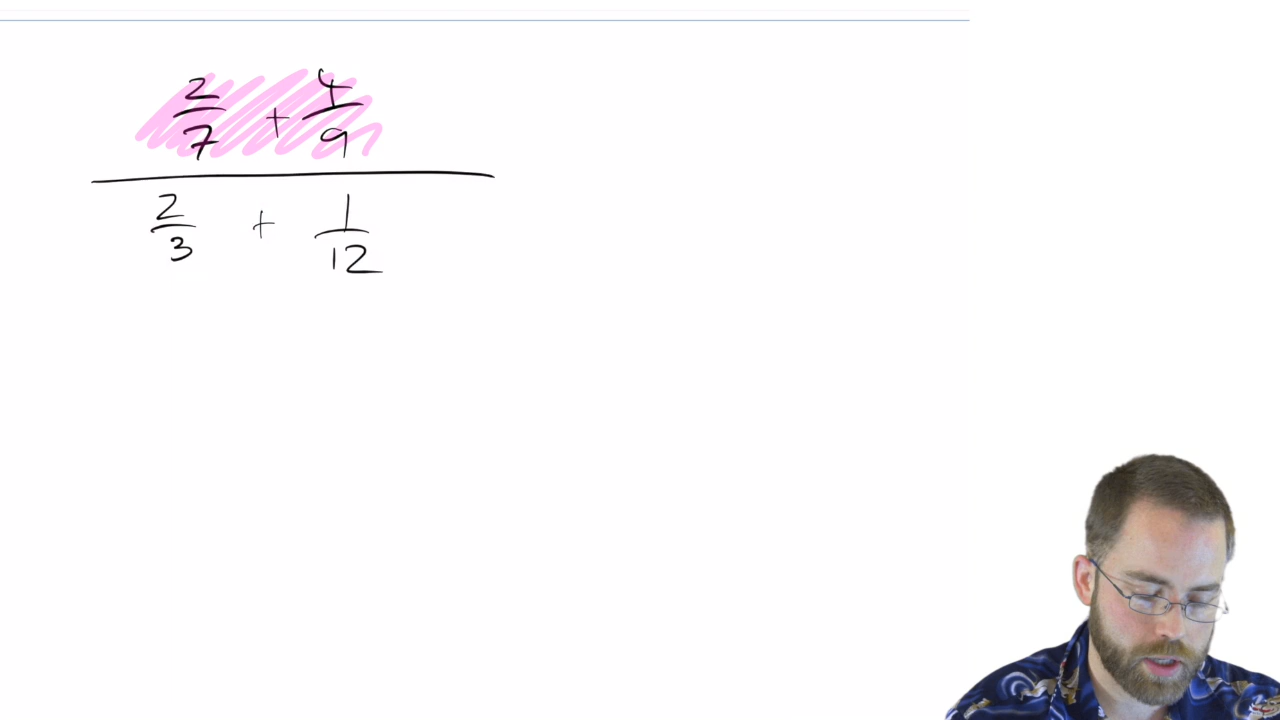 2/7 + 4/9
2/3 + 1/12